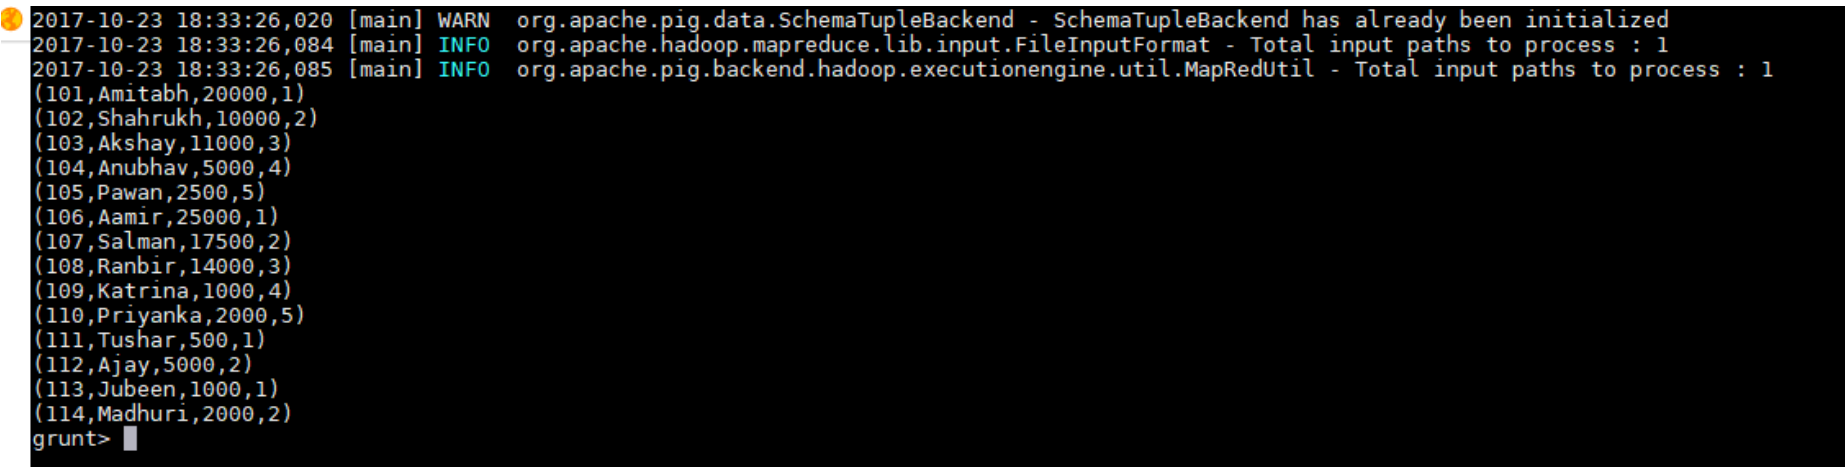 2017-10-23 18:33:26,020 [main] WARN  org.apache.pig.data.SchemaTupleBackend - SchemaTupleBackend has already been initialized
2017-10-23 18:33:26,084 [main] INFO  org.apache.hadoop.mapreduce.lib.input.FileInputFormat - Total input paths to process : 1
2017-10-23 18:33:26,085 [main] INFO  org.apache.pig.backend.hadoop.executionengine.util.MapRedUtil - Total input paths to process : 1
(101,Amitabh,20000,1)
(102,Shahrukh,10000,2)
(103,Akshay,11000,3)
(104,Anubhav,5000,4)
(105,Pawan,2500,5)
(106,Aamir,25000,1)
(107,Salman,17500,2)
(108,Ranbir,14000,3)
(109,Katrina,1000,4)
(110,Priyanka,2000,5)
(111,Tushar,500,1)
(112,Ajay,5000,2)
(113,Jubeen,1000,1)
(114,Madhuri,2000,2)
grunt>